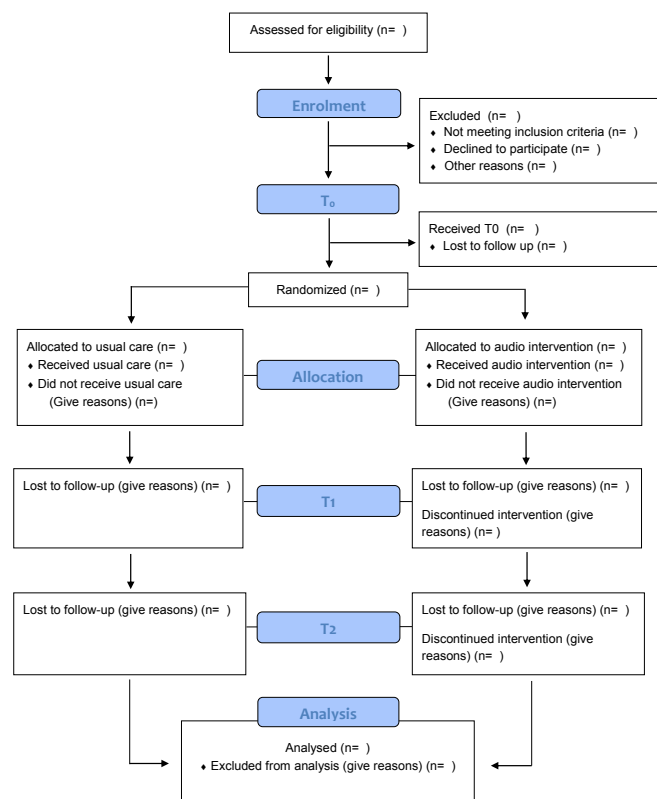 Assessed for eligibility (n=  )
Enrolment
Excluded  (n=  )
♦ Not meeting inclusion criteria (n=  )
♦ Declined to participate (n=  )
♦ Other reasons (n=  )
T₀
Received T0  (n=  )
♦ Lost to follow up (n=  )
Randomized (n=  )
Allocated to usual care (n=  )
♦ Received usual care (n=  )
♦ Did not receive usual care
(Give reasons) (n=)
Allocation
Allocated to audio intervention (n=  )
♦ Received audio intervention (n=  )
♦ Did not receive audio intervention
(Give reasons) (n=)
Lost to follow-up (give reasons) (n=  )
T1
Lost to follow-up (give reasons) (n=  )
Discontinued intervention (give
reasons) (n=  )
Lost to follow-up (give reasons) (n=  )
T2
Lost to follow-up (give reasons) (n=  )
Discontinued intervention (give
reasons) (n=  )
Analysis
Analysed (n=  )
♦ Excluded from analysis (give reasons) (n=  )